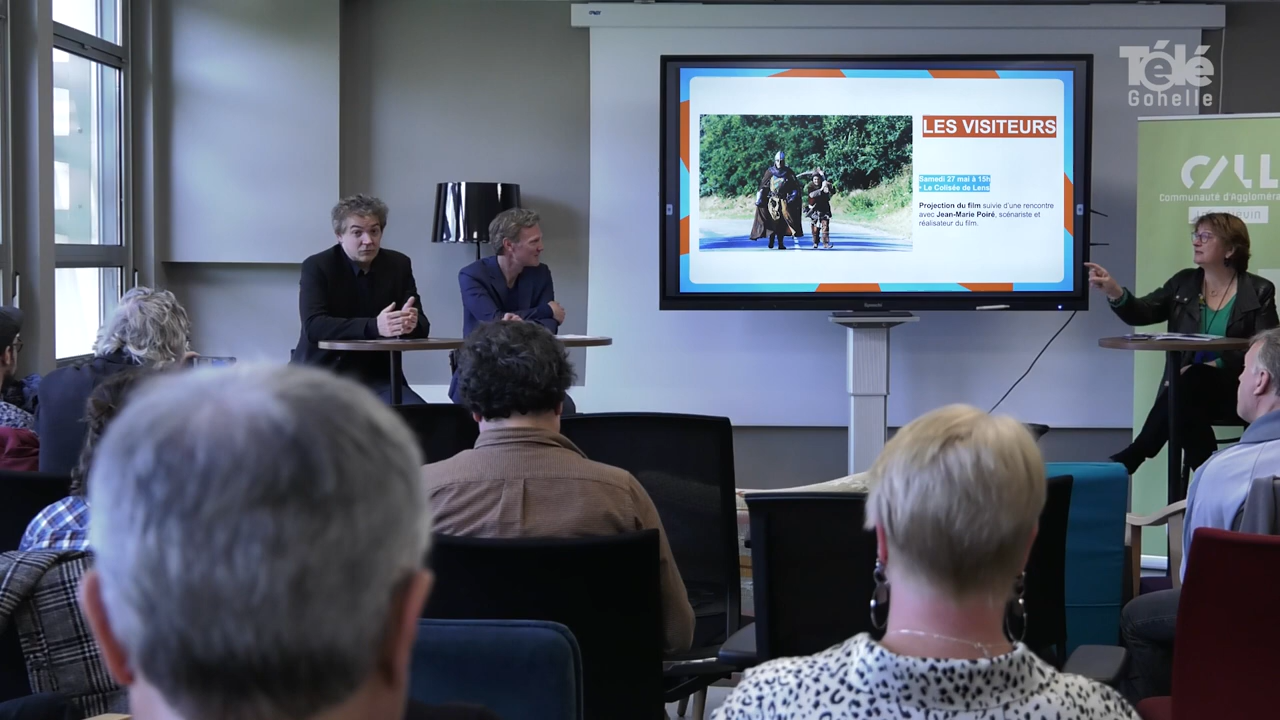 Télé
Gohelle
LES VISITEURS
Samedi 27 mai à 15h
• Le Colisée de Lens
Projection du film suivie d'une rencontre
avec Jean-Marie Poiré, scénariste et
réalisateur du film.
CALL
Communauté d'Aggloméra